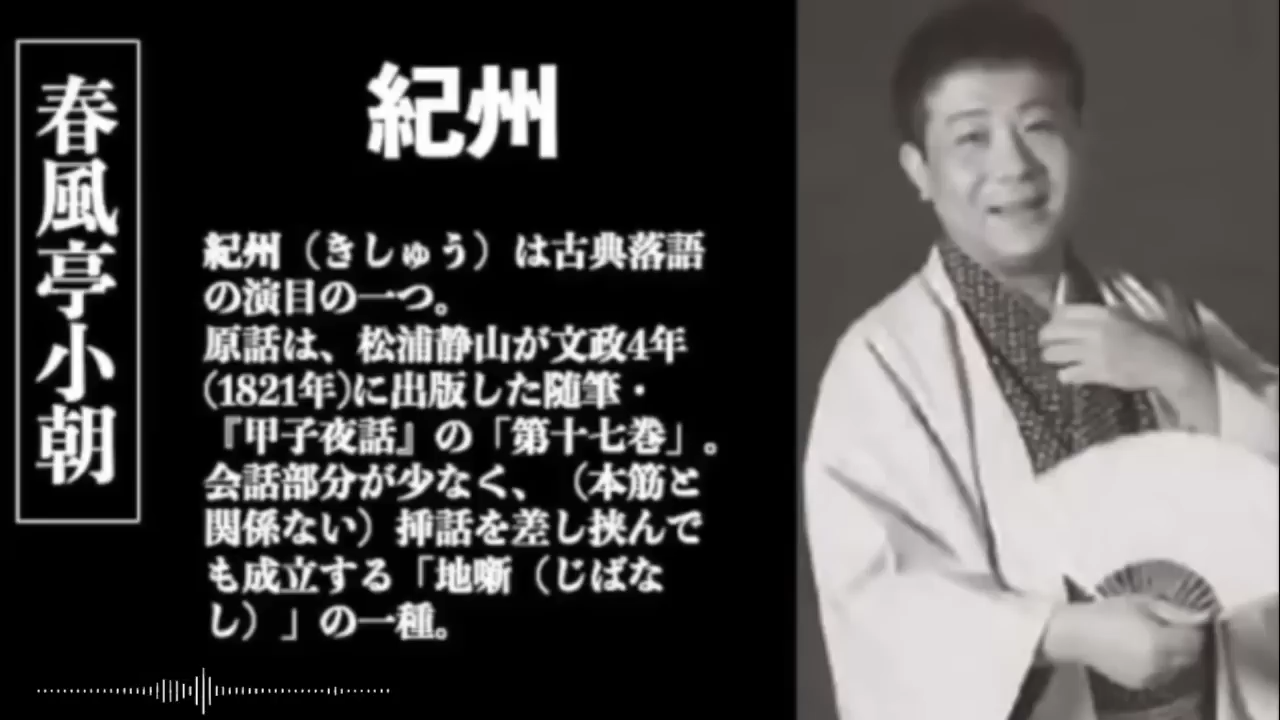 春風亭小朝
紀州
紀州（きしゅう）は古典落語
の演目の一つ。
原話は、松浦静山が文政4年
(1821年)に出版した随筆・
『甲子夜話』の「第十七巻」。
会話部分が少なく、（本筋と
関係ない）挿話を差し挟んで
も成立する「地噺（じばな
し）」の一種。